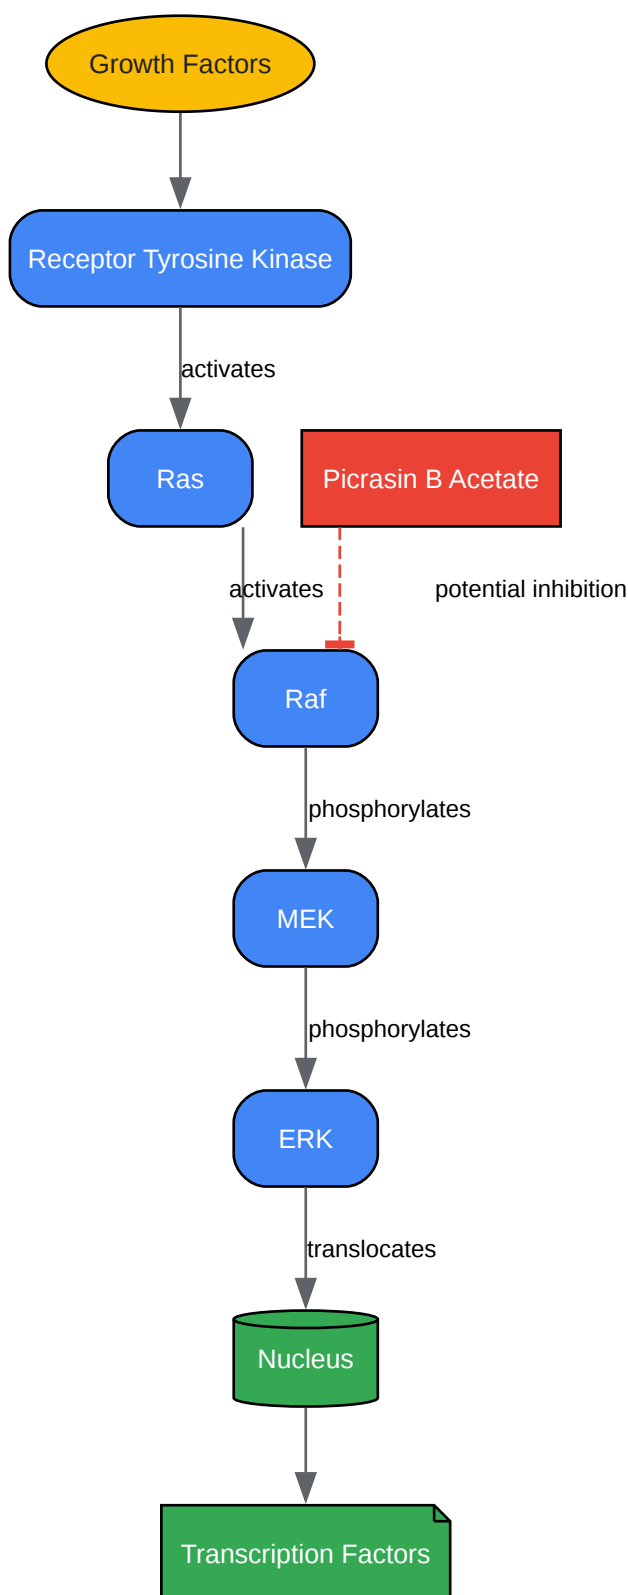 Growth Factors
Receptor Tyrosine Kinase
activates
Ras
Picrasin B Acetate
activates
potential inhibition
Raf
phosphorylates
MEK
phosphorylates
ERK
translocates
Nucleus
Transcription Factors